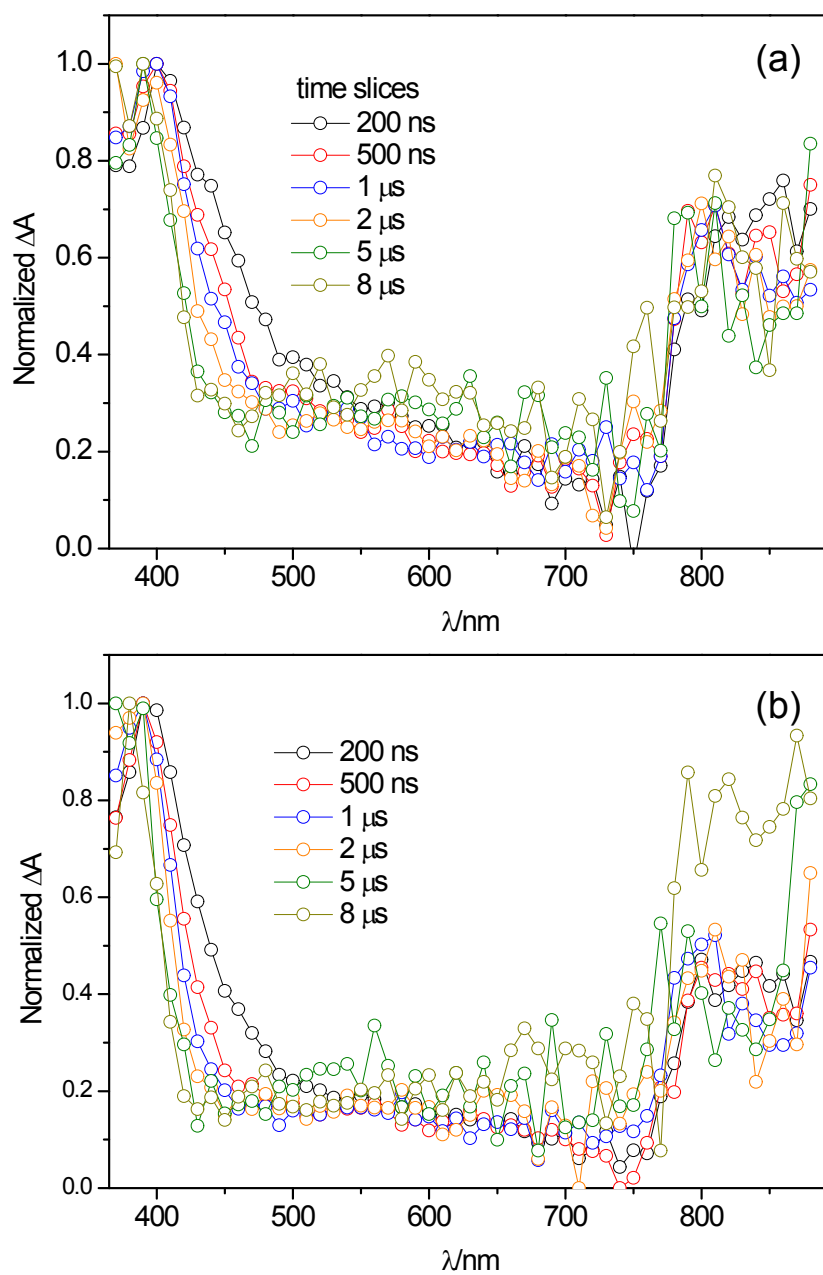 (a)
time slices
200 ns
500 ns
1 μs
2 μs
5 μs
8 μs
Normalized ΔA
1.0
0.8
0.6
0.4
0.2
0.0
400 500 600 700 800
λ/nm
(b)
200 ns
500 ns
1 μs
2 μs
5 μs
8 μs
Normalized ΔA
1.0
0.8
0.6
0.4
0.2
0.0
400 500 600 700 800
λ/nm